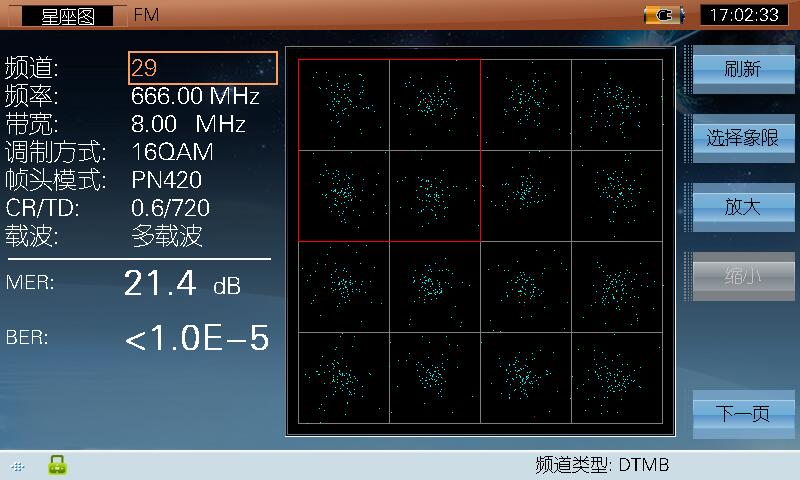 星座图 FM 17:02:33
频道: 29
频率: 666.00 MHz
带宽: 8.00 MHz
调制方式: 16QAM
帧头模式: PN420
CR/TD: 0.6/720
载波: 多载波
MER: 21.4 dB
BER: <1.0E-5
刷新
选择象限
放大
缩小
下一页
频道类型: DTMB